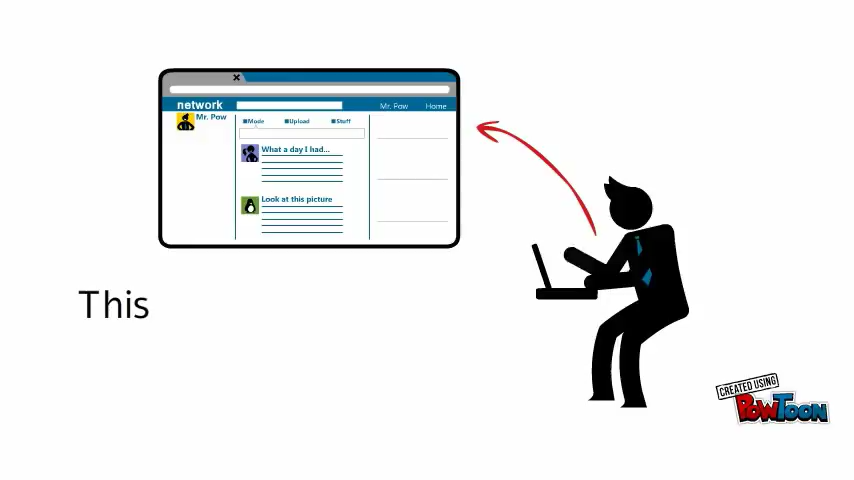 network
Mr. Pow
Home
Mr. Pow
Mode
Upload
Stuff
What a day I had...
Look at this picture
This
CREATED USING
POWTOON